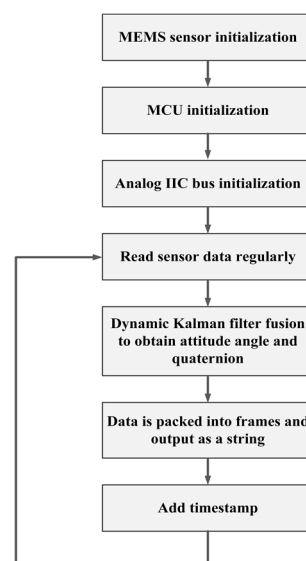 MEMS sensor initialization
MCU initialization
Analog IIC bus initialization
Read sensor data regularly
Dynamic Kalman filter fusion
to obtain attitude angle and
quaternion
Data is packed into frames and
output as a string
Add timestamp